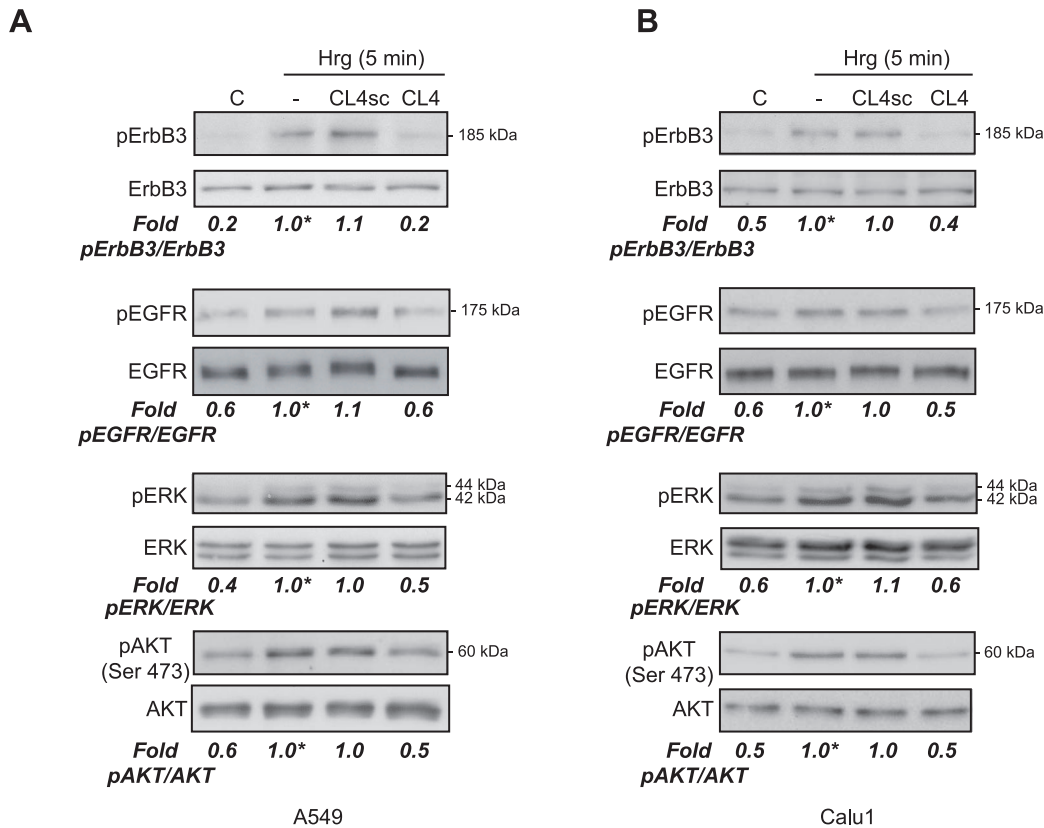 A
Hrg (5 min)
C - CL4sc CL4
pErbB3 - 185 kDa
ErbB3
Fold 0.2 1.0* 1.1 0.2
pErbB3/ErbB3
pEGFR - 175 kDa
EGFR
Fold 0.6 1.0* 1.1 0.6
pEGFR/EGFR
pERK - 44 kDa
- 42 kDa
ERK
Fold 0.4 1.0* 1.0 0.5
pERK/ERK
pAKT - 60 kDa
(Ser 473)
AKT
Fold 0.6 1.0* 1.0 0.5
pAKT/AKT
A549
B
Hrg (5 min)
C - CL4sc CL4
pErbB3 - 185 kDa
ErbB3
Fold 0.5 1.0* 1.0 0.4
pErbB3/ErbB3
pEGFR - 175 kDa
EGFR
Fold 0.6 1.0* 1.0 0.5
pEGFR/EGFR
pERK - 44 kDa
- 42 kDa
ERK
Fold 0.6 1.0* 1.1 0.6
pERK/ERK
pAKT - 60 kDa
(Ser 473)
AKT
Fold 0.5 1.0* 1.0 0.5
pAKT/AKT
Calu1